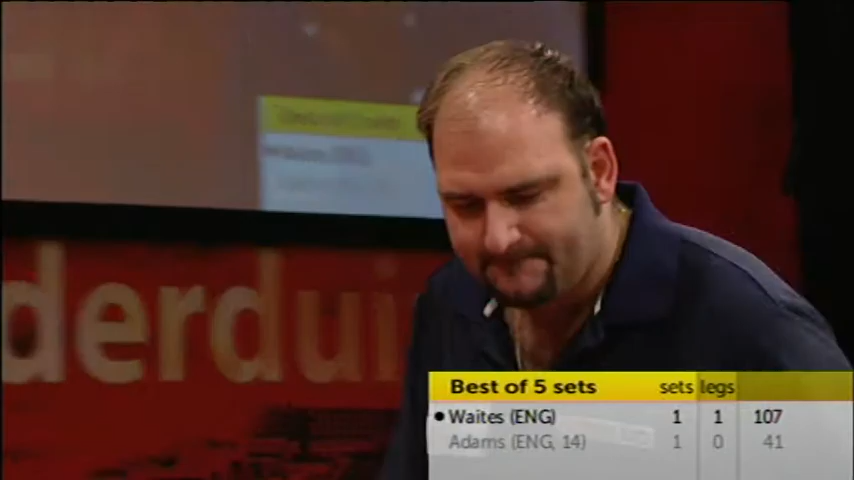 derdui
Best of 5 sets sets legs
Waites (ENG) 1 1 107
Adams (ENG, 14) 1 0 41